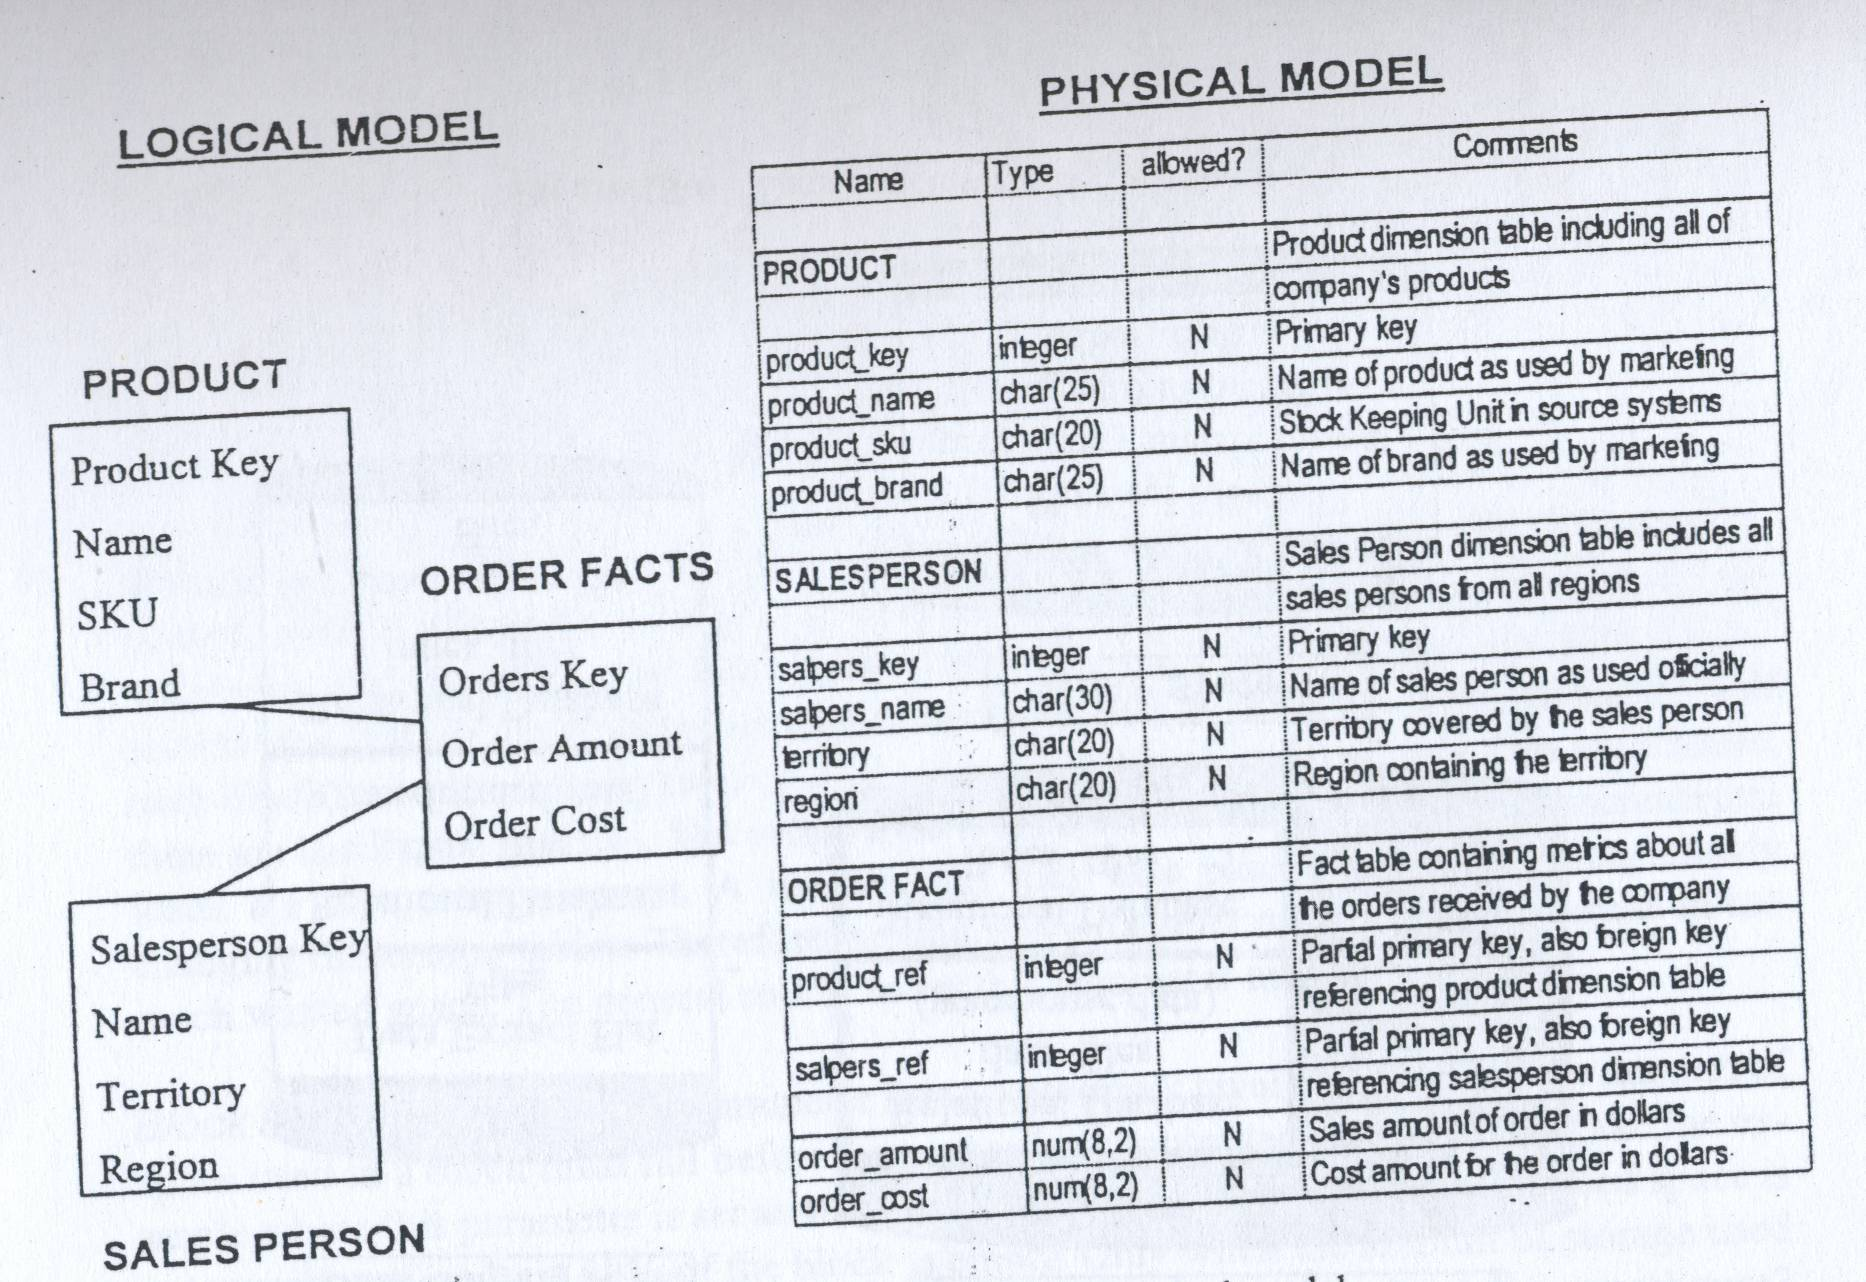 LOGICAL MODEL
PRODUCT
Product Key
Name
SKU
Brand
ORDER FACTS
Orders Key
Order Amount
Order Cost
Salesperson Key
Name
Territory
Region
SALES PERSON
PHYSICAL MODEL
Name Type allowed? Comments
PRODUCT Product dimension table including all of
company's products
product_key integer N Primary key
product_name char(25) N Name of product as used by marketing
product_sku char(20) N Stock Keeping Unit in source systems
product_brand char(25) N Name of brand as used by marketing
SALESPERSON Sales Person dimension table includes all
sales persons from all regions
salpers_key integer N Primary key
salpers_name char(30) N Name of sales person as used officially
territory char(20) N Territory covered by the sales person
region char(20) N Region containing the territory
ORDER FACT Fact table containing metrics about all
the orders received by the company
product_ref integer N Partial primary key, also foreign key
referencing product dimension table
salpers_ref integer N Partial primary key, also foreign key
referencing salesperson dimension table
order_amount num(8,2) N Sales amount of order in dollars
order_cost num(8,2) N Cost amount for the order in dollars